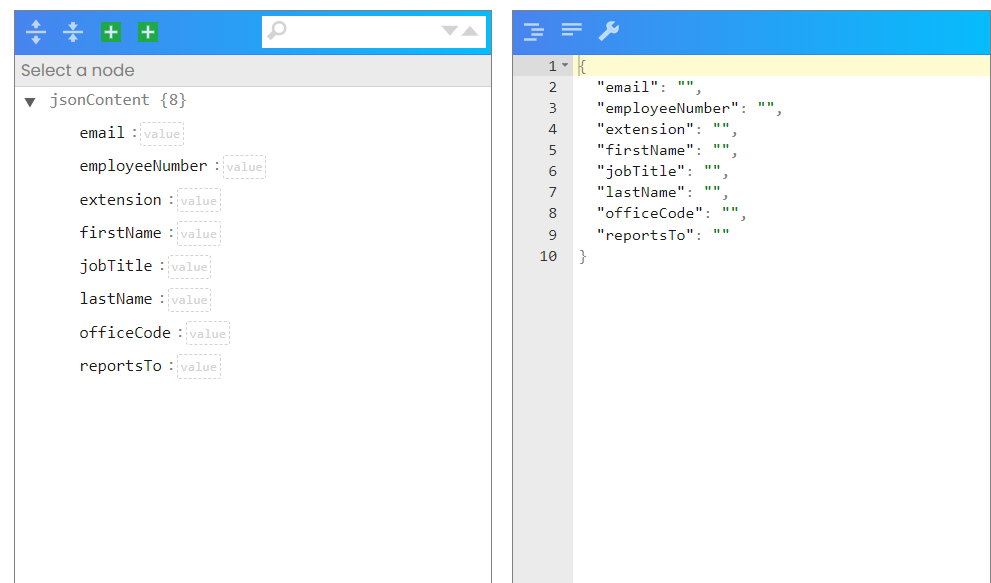 Select a node
jsonContent {8}
email : value
employeeNumber : value
extension : value
firstName : value
jobTitle : value
lastName : value
officeCode : value
reportsTo : value
1 {
2 "email": "",
3 "employeeNumber": "",
4 "extension": "",
5 "firstName": "",
6 "jobTitle": "",
7 "lastName": "",
8 "officeCode": "",
9 "reportsTo": ""
10 }